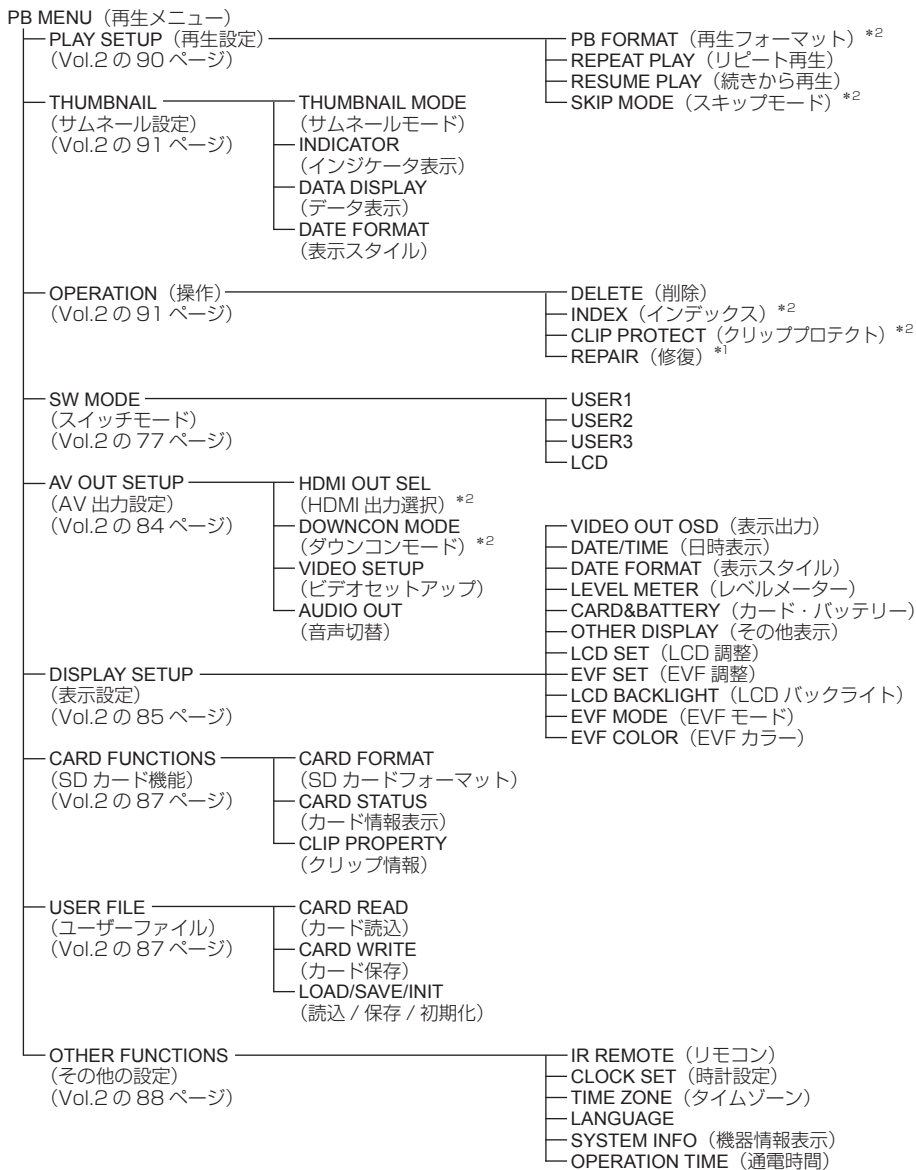 PB MENU（再生メニュー）
PLAY SETUP（再生設定）
（Vol.2 の 90 ページ）
PB FORMAT（再生フォーマット）*2
REPEAT PLAY（リピート再生）
RESUME PLAY（続きから再生）
SKIP MODE（スキップモード）*2
THUMBNAIL
（サムネール設定）
（Vol.2 の 91 ページ）
THUMBNAIL MODE
（サムネールモード）
INDICATOR
（インジケータ表示）
DATA DISPLAY
（データ表示）
DATE FORMAT
（表示スタイル）
OPERATION（操作）
（Vol.2 の 91 ページ）
DELETE（削除）
INDEX（インデックス）*2
CLIP PROTECT（クリッププロテクト）*2
REPAIR（修復）*1
SW MODE
（スイッチモード）
（Vol.2 の 77 ページ）
USER1
USER2
USER3
LCD
AV OUT SETUP
（AV 出力設定）
（Vol.2 の 84 ページ）
HDMI OUT SEL
（HDMI 出力選択）*2
DOWNCON MODE
（ダウンコンモード）*2
VIDEO SETUP
（ビデオセットアップ）
AUDIO OUT
（音声切替）
DISPLAY SETUP
（表示設定）
（Vol.2 の 85 ページ）
VIDEO OUT OSD（表示出力）
DATE/TIME（日時表示）
DATE FORMAT（表示スタイル）
LEVEL METER（レベルメーター）
CARD&BATTERY（カード・バッテリー）
OTHER DISPLAY（その他表示）
LCD SET（LCD 調整）
EVF SET（EVF 調整）
LCD BACKLIGHT（LCD バックライト）
EVF MODE（EVF モード）
EVF COLOR（EVF カラー）
CARD FUNCTIONS
（SD カード機能）
（Vol.2 の 87 ページ）
CARD FORMAT
（SD カードフォーマット）
CARD STATUS
（カード情報表示）
CLIP PROPERTY
（クリップ情報）
USER FILE
（ユーザーファイル）
（Vol.2 の 87 ページ）
CARD READ
（カード読込）
CARD WRITE
（カード保存）
LOAD/SAVE/INIT
（読込 / 保存 / 初期化）
OTHER FUNCTIONS
（その他の設定）
（Vol.2 の 88 ページ）
IR REMOTE（リモコン）
CLOCK SET（時計設定）
TIME ZONE（タイムゾーン）
LANGUAGE
SYSTEM INFO（機器情報表示）
OPERATION TIME（通電時間）